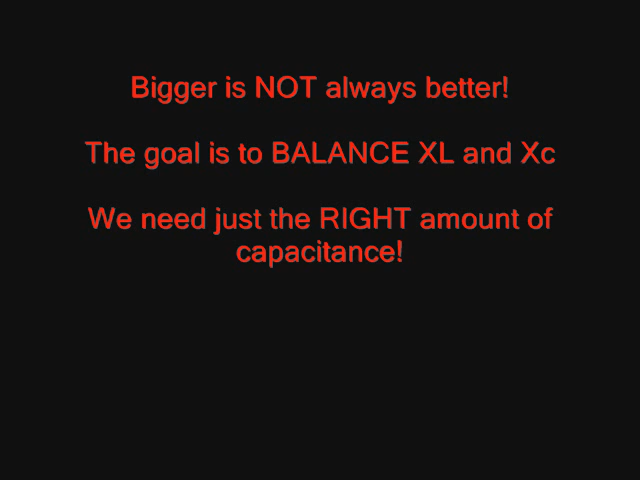 Bigger is NOT always better!
The goal is to BALANCE XL and Xc
We need just the RIGHT amount of
capacitance!